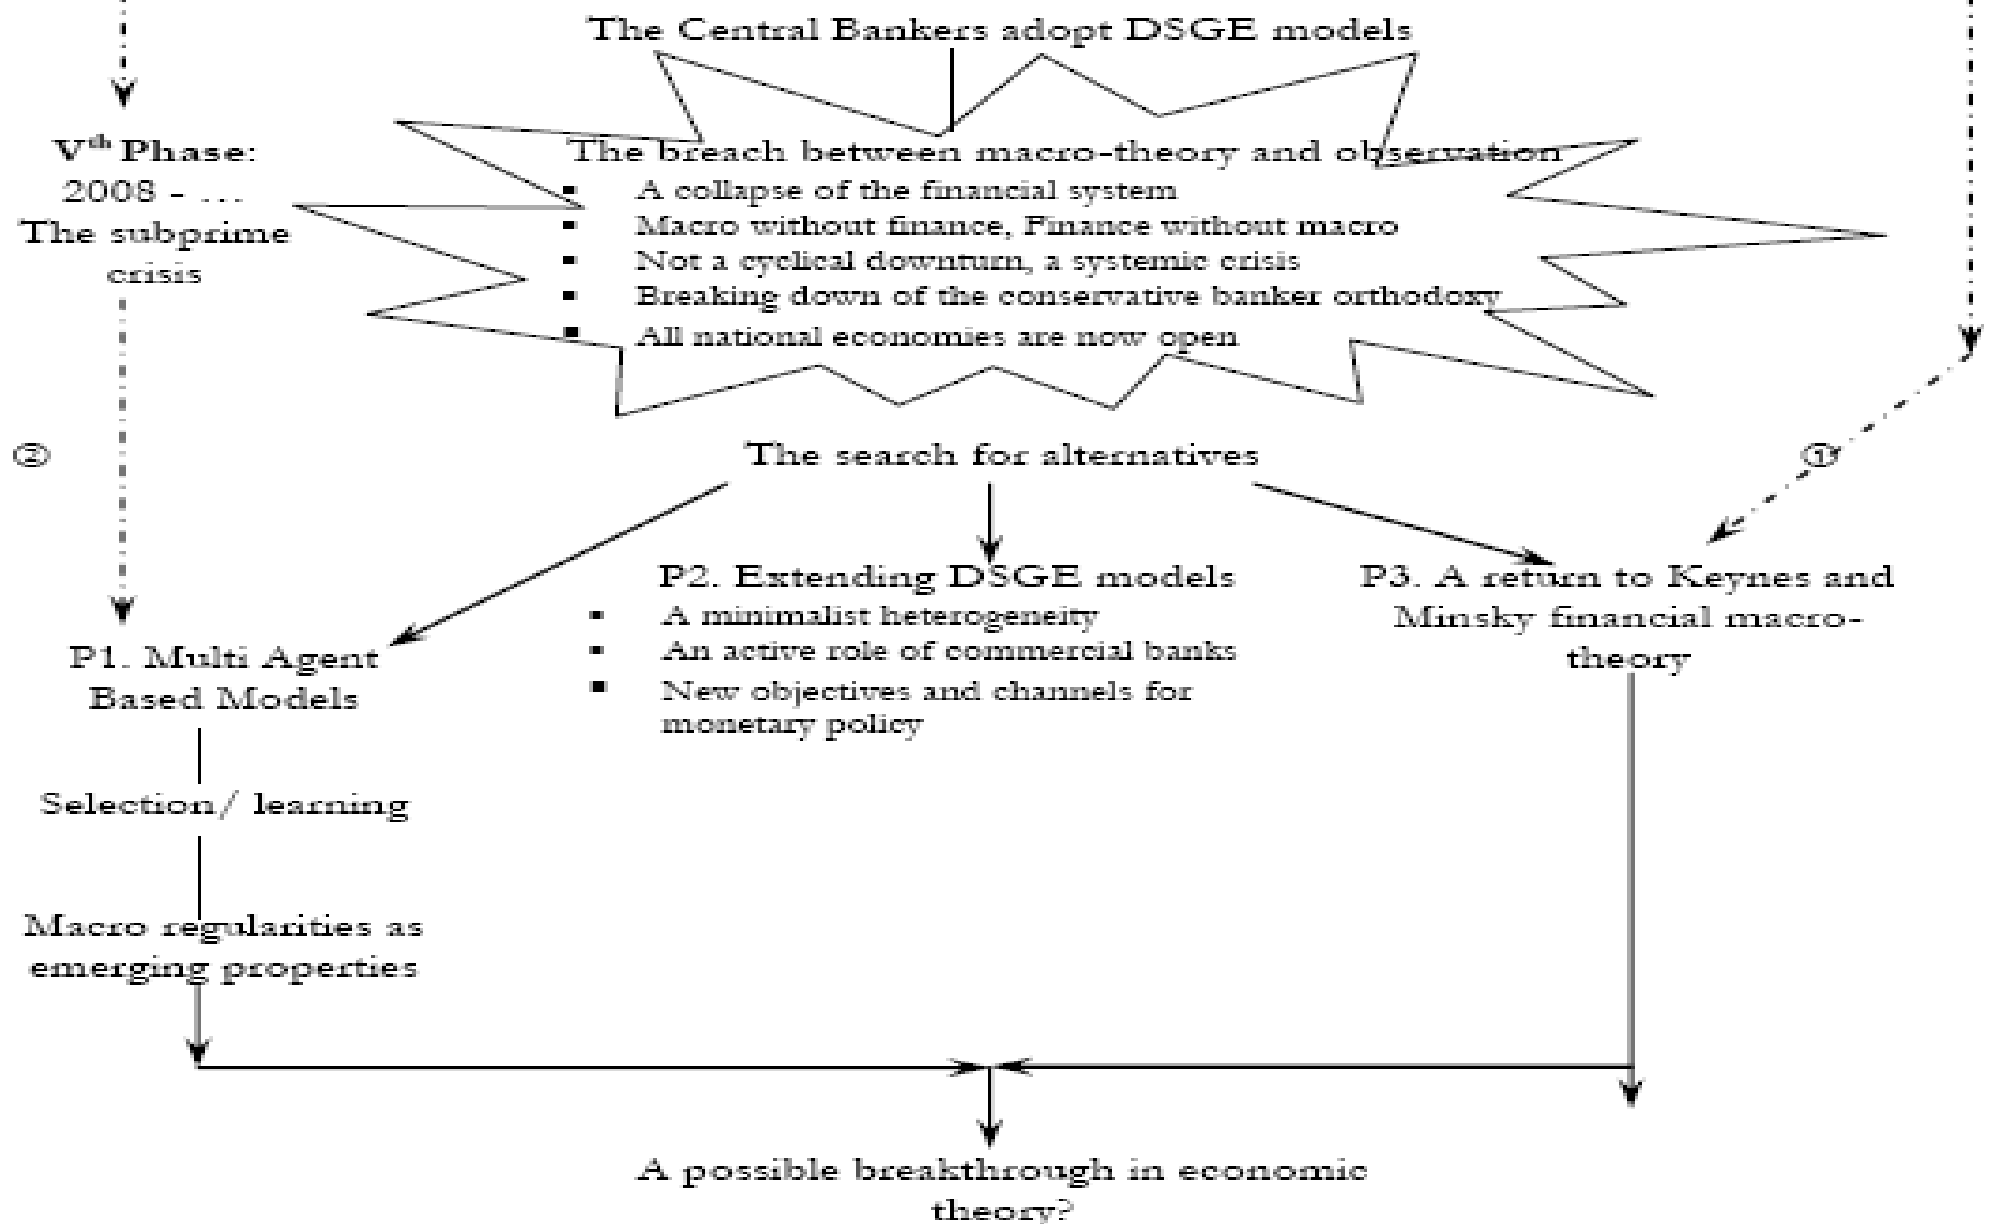 The Central Bankers adopt DSGE models
Vth Phase:
2008 - …
The subprime
crisis
The breach between macro-theory and observation
▪ A collapse of the financial system
▪ Macro without finance, Finance without macro
▪ Not a cyclical downturn, a systemic crisis
▪ Breaking down of the conservative banker orthodoxy
▪ All national economies are now open
②
The search for alternatives
①
P1. Multi Agent
Based Models
Selection/ learning
Macro regularities as
emerging properties
P2. Extending DSGE models
▪ A minimalist heterogeneity
▪ An active role of commercial banks
▪ New objectives and channels for
monetary policy
P3. A return to Keynes and
Minsky financial macro-
theory
A possible breakthrough in economic
theory?